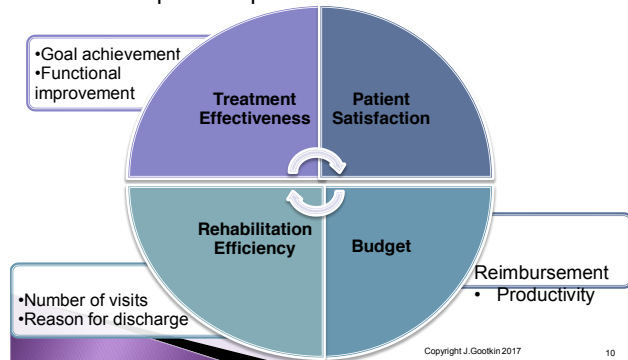 •Goal achievement
•Functional
improvement
Treatment
Effectiveness
Patient
Satisfaction
Rehabilitation
Efficiency
Budget
•Number of visits
•Reason for discharge
Reimbursement
• Productivity
Copyright J.Gootkin 2017
10